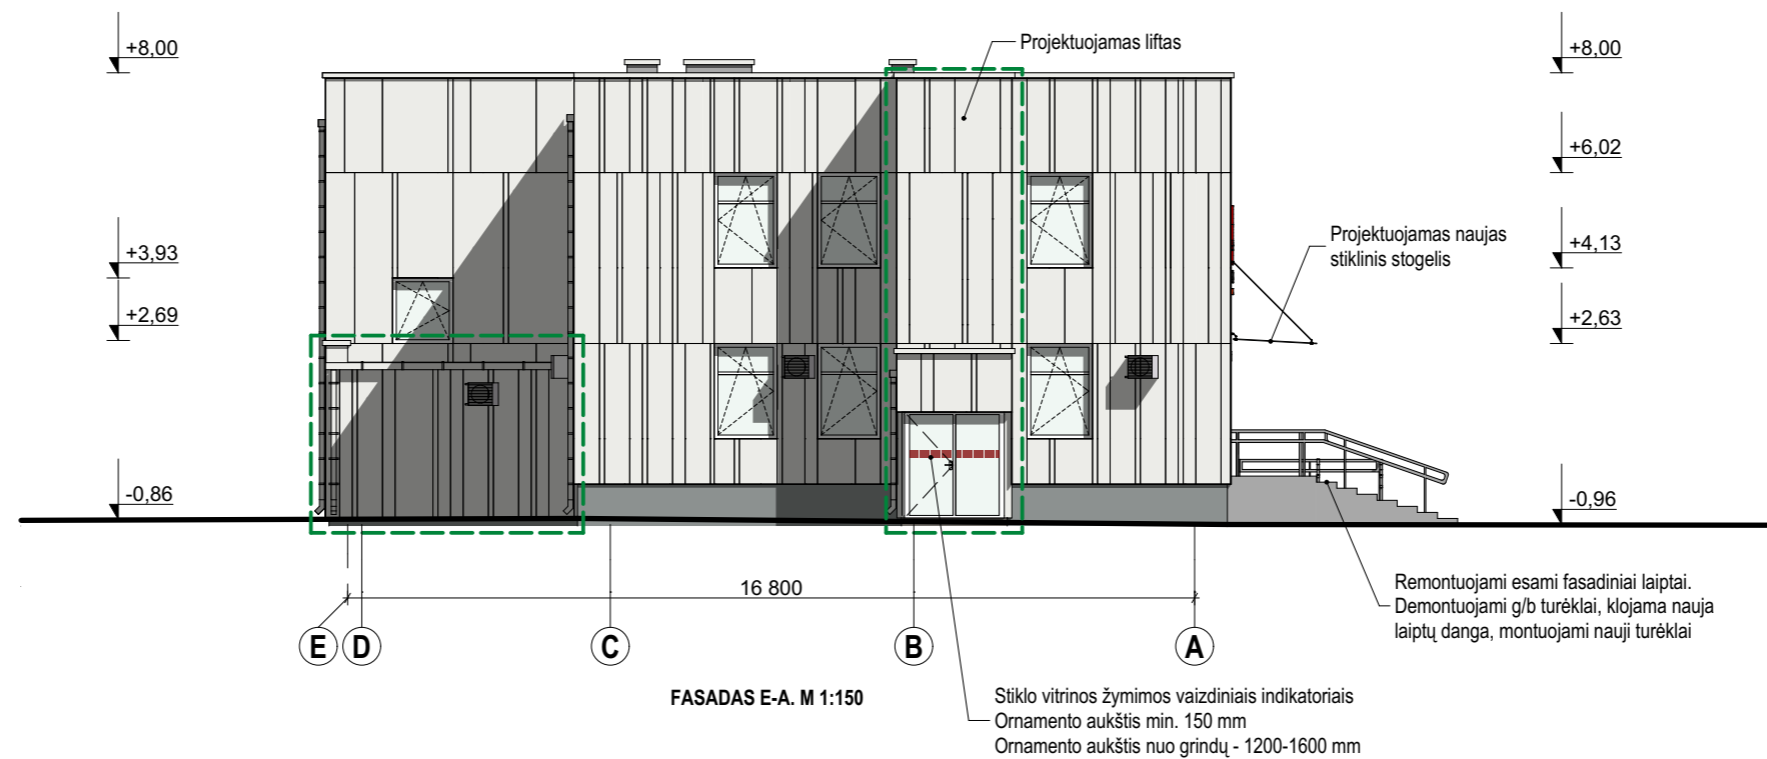 +8,00
Projektuojamas liftas
+8,00
+6,02
+3,93
Projektuojamas naujas
stiklinis stogelis
+4,13
+2,69
+2,63
-0,86
-0,96
16 800
E D C B A
Remontuojami esami fasadiniai laiptai.
Demontuojami g/b turėklai, klojama nauja
laiptų danga, montuojami nauji turėklai
FASADAS E-A. M 1:150
Stiklo vitrinos žymimos vaizdiniais indikatoriais
Ornamento aukštis min. 150 mm
Ornamento aukštis nuo grindų - 1200-1600 mm